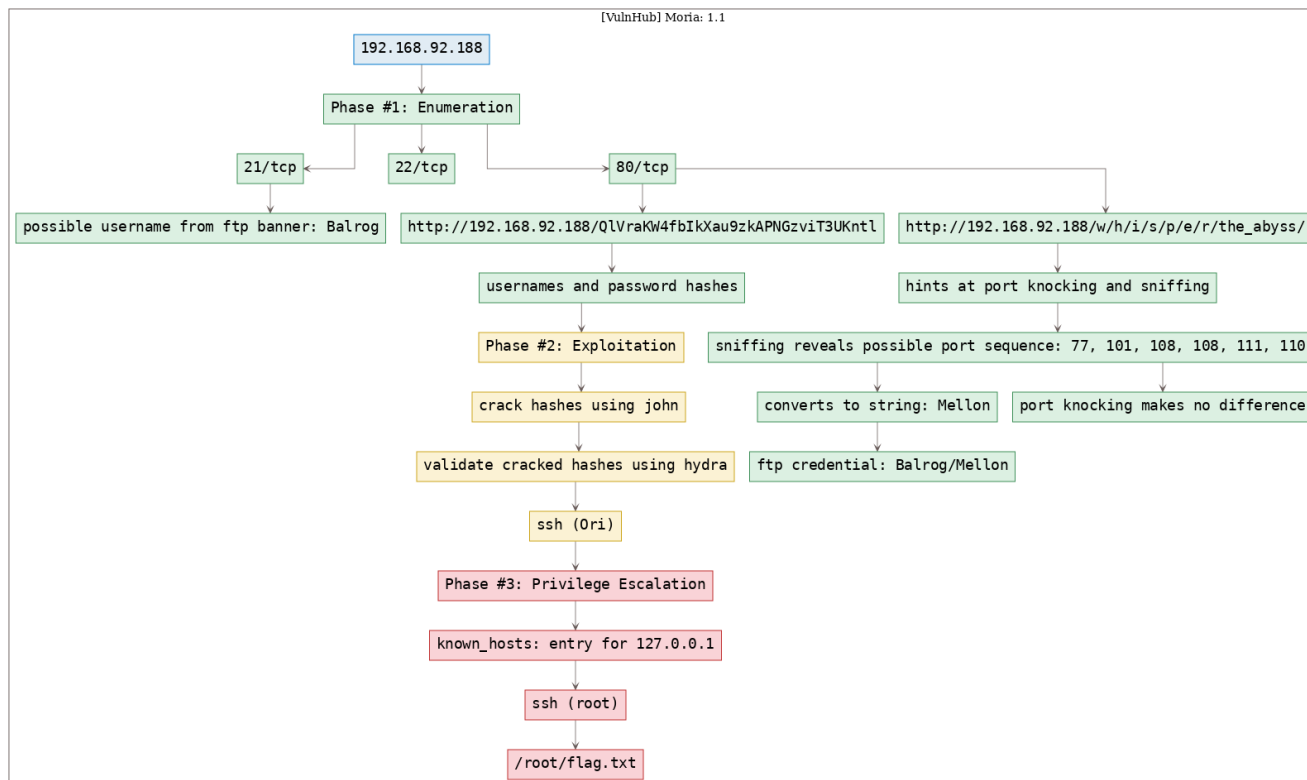 [VulnHub] Moria: 1.1
192.168.92.188
Phase #1: Enumeration
21/tcp
22/tcp
80/tcp
possible username from ftp banner: Balrog
http://192.168.92.188/QlVraKW4fbIkXau9zkAPNGzviT3UKntl
http://192.168.92.188/w/h/i/s/p/e/r/the_abyss/
usernames and password hashes
hints at port knocking and sniffing
Phase #2: Exploitation
sniffing reveals possible port sequence: 77, 101, 108, 108, 111, 110
crack hashes using john
converts to string: Mellon
port knocking makes no difference
validate cracked hashes using hydra
ftp credential: Balrog/Mellon
ssh (Ori)
Phase #3: Privilege Escalation
known_hosts: entry for 127.0.0.1
ssh (root)
/root/flag.txt